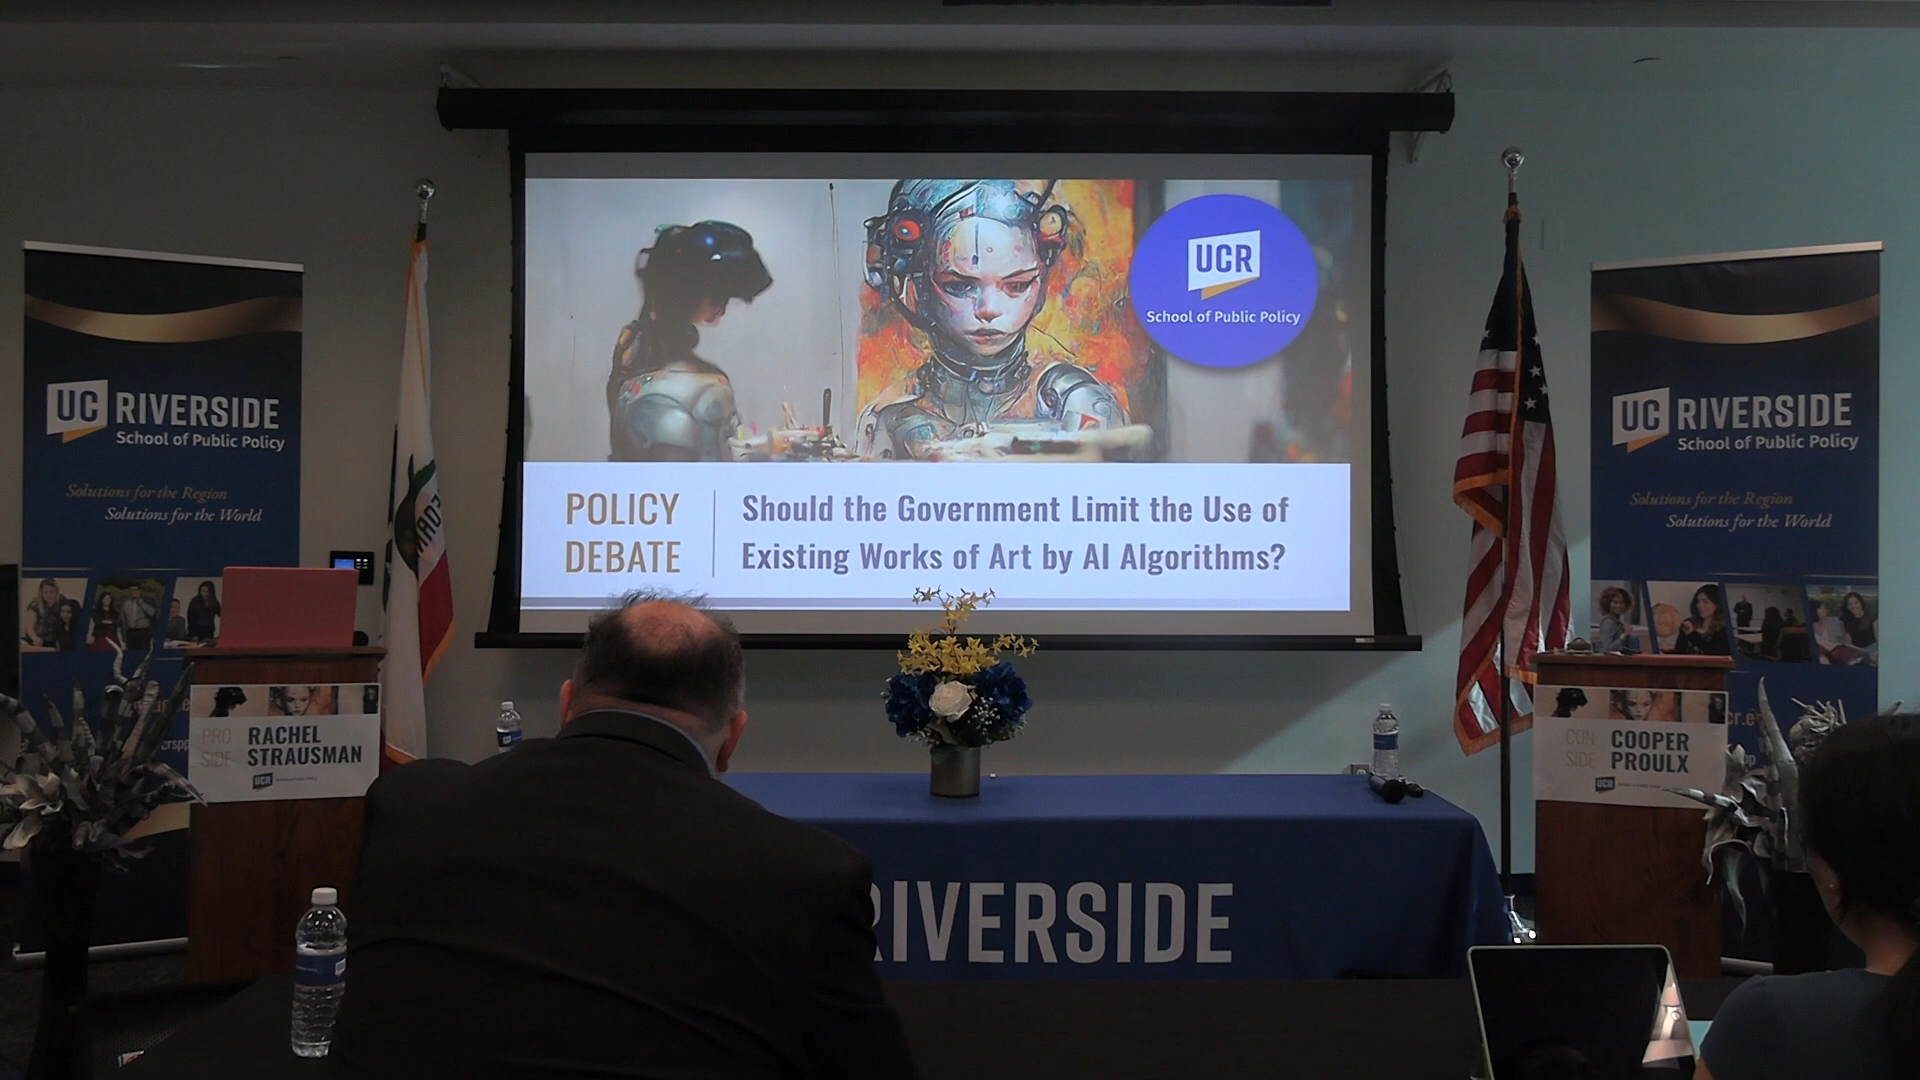 UCR
School of Public Policy
POLICY
DEBATE
Should the Government Limit the Use of
Existing Works of Art by AI Algorithms?
UC RIVERSIDE
School of Public Policy
Solutions for the Region
Solutions for the World
UC RIVERSIDE
School of Public Policy
Solutions for the Region
Solutions for the World
PRO
SIDE
RACHEL
STRAUSMAN
UCR
CON
SIDE
COOPER
PROULX
UCR
RIVERSIDE